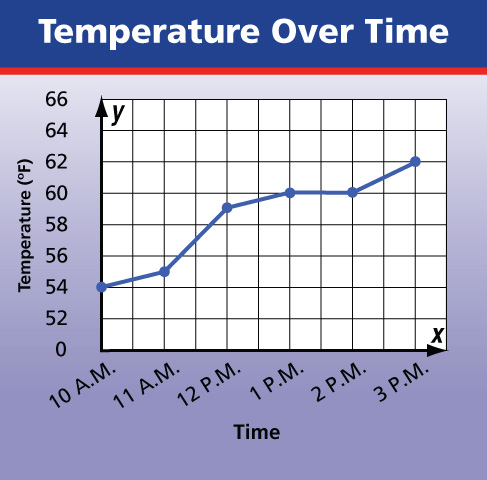 Temperature Over Time
y
66
64
62
60
58
56
54
52
0
Temperature (°F)
x
10 A.M.
11 A.M.
12 P.M.
1 P.M.
2 P.M.
3 P.M.
Time